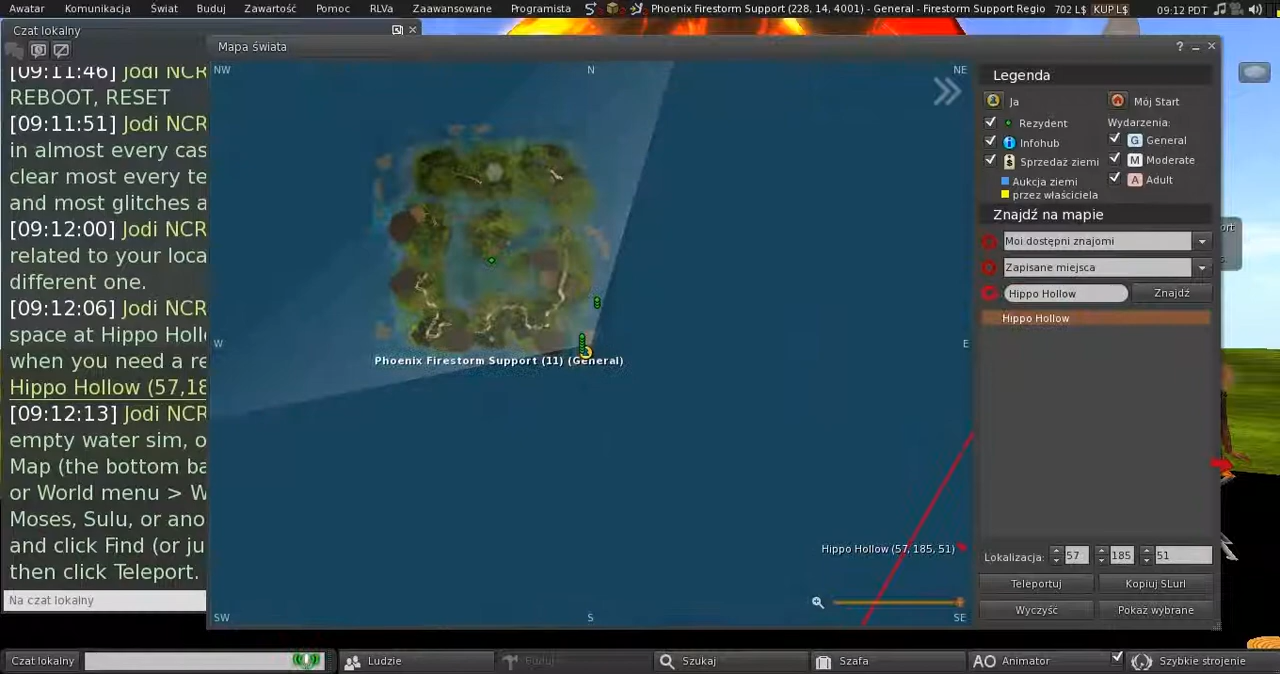 Awatar Komunikacja Świat Buduj Zawartość Pomoc RLVa Zaawansowane Programista Phoenix Firestorm Support (228, 14, 4001) - General - Firestorm Support Regio 702 L$ KUP L$ 09:12 PDT
Czat lokalny
[09:11:46] Jodi NCR
REBOOT, RESET
[09:11:51] Jodi NCR
in almost every cas
clear most every te
and most glitches a
[09:12:00] Jodi NCR
related to your loca
different one.
[09:12:06] Jodi NCR
space at Hippo Holl
when you need a re
Hippo Hollow (57,18
[09:12:13] Jodi NCR
empty water sim, o
Map (the bottom ba
or World menu > W
Moses, Sulu, or ano
and click Find (or ju
then click Teleport.
Na czat lokalny
Mapa świata
? _ ×
NW N NE
W E
Phoenix Firestorm Support (11) (General)
Hippo Hollow (57, 185, 51)
SW S SE
Legenda
Ja Mój Start
Rezydent Wydarzenia:
Infohub G General
$ Sprzedaż ziemi M Moderate
Aukcja ziemi A Adult
przez właściciela
Znajdź na mapie
Moi dostępni znajomi
Zapisane miejsca
Hippo Hollow Znajdź
Hippo Hollow
Lokalizacja: 57 185 51
Teleportuj Kopiuj SLurl
Wyczyść Pokaż wybrane
Czat lokalny Ludzie Buduj Szukaj Szafa AO Animator Szybkie strojenie